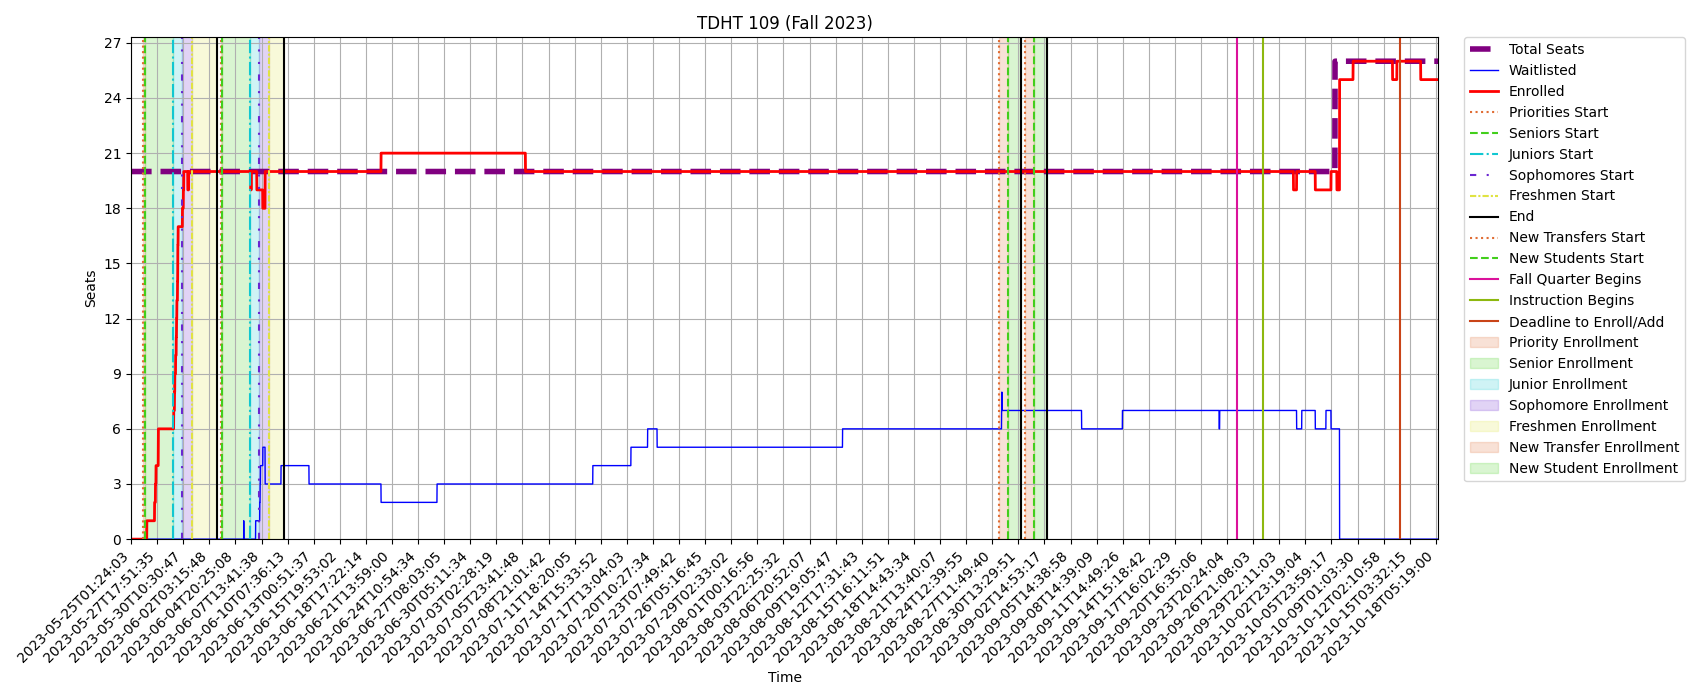 TDHT 109 (Fall 2023)
27
24
21
18
15
12
9
6
3
0
Seats
2023-05-25T01:24:03
2023-05-27T17:51:35
2023-05-30T10:30:47
2023-06-02T03:15:48
2023-06-04T20:25:08
2023-06-07T13:41:38
2023-06-10T07:36:13
2023-06-13T00:51:37
2023-06-15T19:53:02
2023-06-18T17:22:14
2023-06-21T13:59:00
2023-06-24T10:54:34
2023-06-27T08:03:05
2023-06-30T05:11:34
2023-07-03T02:28:19
2023-07-05T23:41:48
2023-07-08T21:01:42
2023-07-11T18:20:05
2023-07-14T15:33:52
2023-07-17T13:04:03
2023-07-20T10:27:34
2023-07-23T07:49:42
2023-07-26T05:16:45
2023-07-29T02:33:02
2023-08-01T00:16:56
2023-08-03T22:25:32
2023-08-06T20:52:07
2023-08-09T19:05:47
2023-08-12T17:31:43
2023-08-15T16:11:51
2023-08-18T14:43:34
2023-08-21T13:40:07
2023-08-24T12:39:55
2023-08-27T11:49:40
2023-08-30T13:29:51
2023-09-02T14:53:17
2023-09-05T14:38:58
2023-09-08T14:39:09
2023-09-11T14:49:26
2023-09-14T15:18:42
2023-09-17T16:02:29
2023-09-20T16:35:06
2023-09-23T20:24:04
2023-09-26T21:08:03
2023-09-29T22:11:03
2023-10-02T23:19:04
2023-10-05T23:59:17
2023-10-09T01:03:30
2023-10-12T02:10:58
2023-10-15T03:32:15
2023-10-18T05:19:00
Time
Total Seats
Waitlisted
Enrolled
Priorities Start
Seniors Start
Juniors Start
Sophomores Start
Freshmen Start
End
New Transfers Start
New Students Start
Fall Quarter Begins
Instruction Begins
Deadline to Enroll/Add
Priority Enrollment
Senior Enrollment
Junior Enrollment
Sophomore Enrollment
Freshmen Enrollment
New Transfer Enrollment
New Student Enrollment